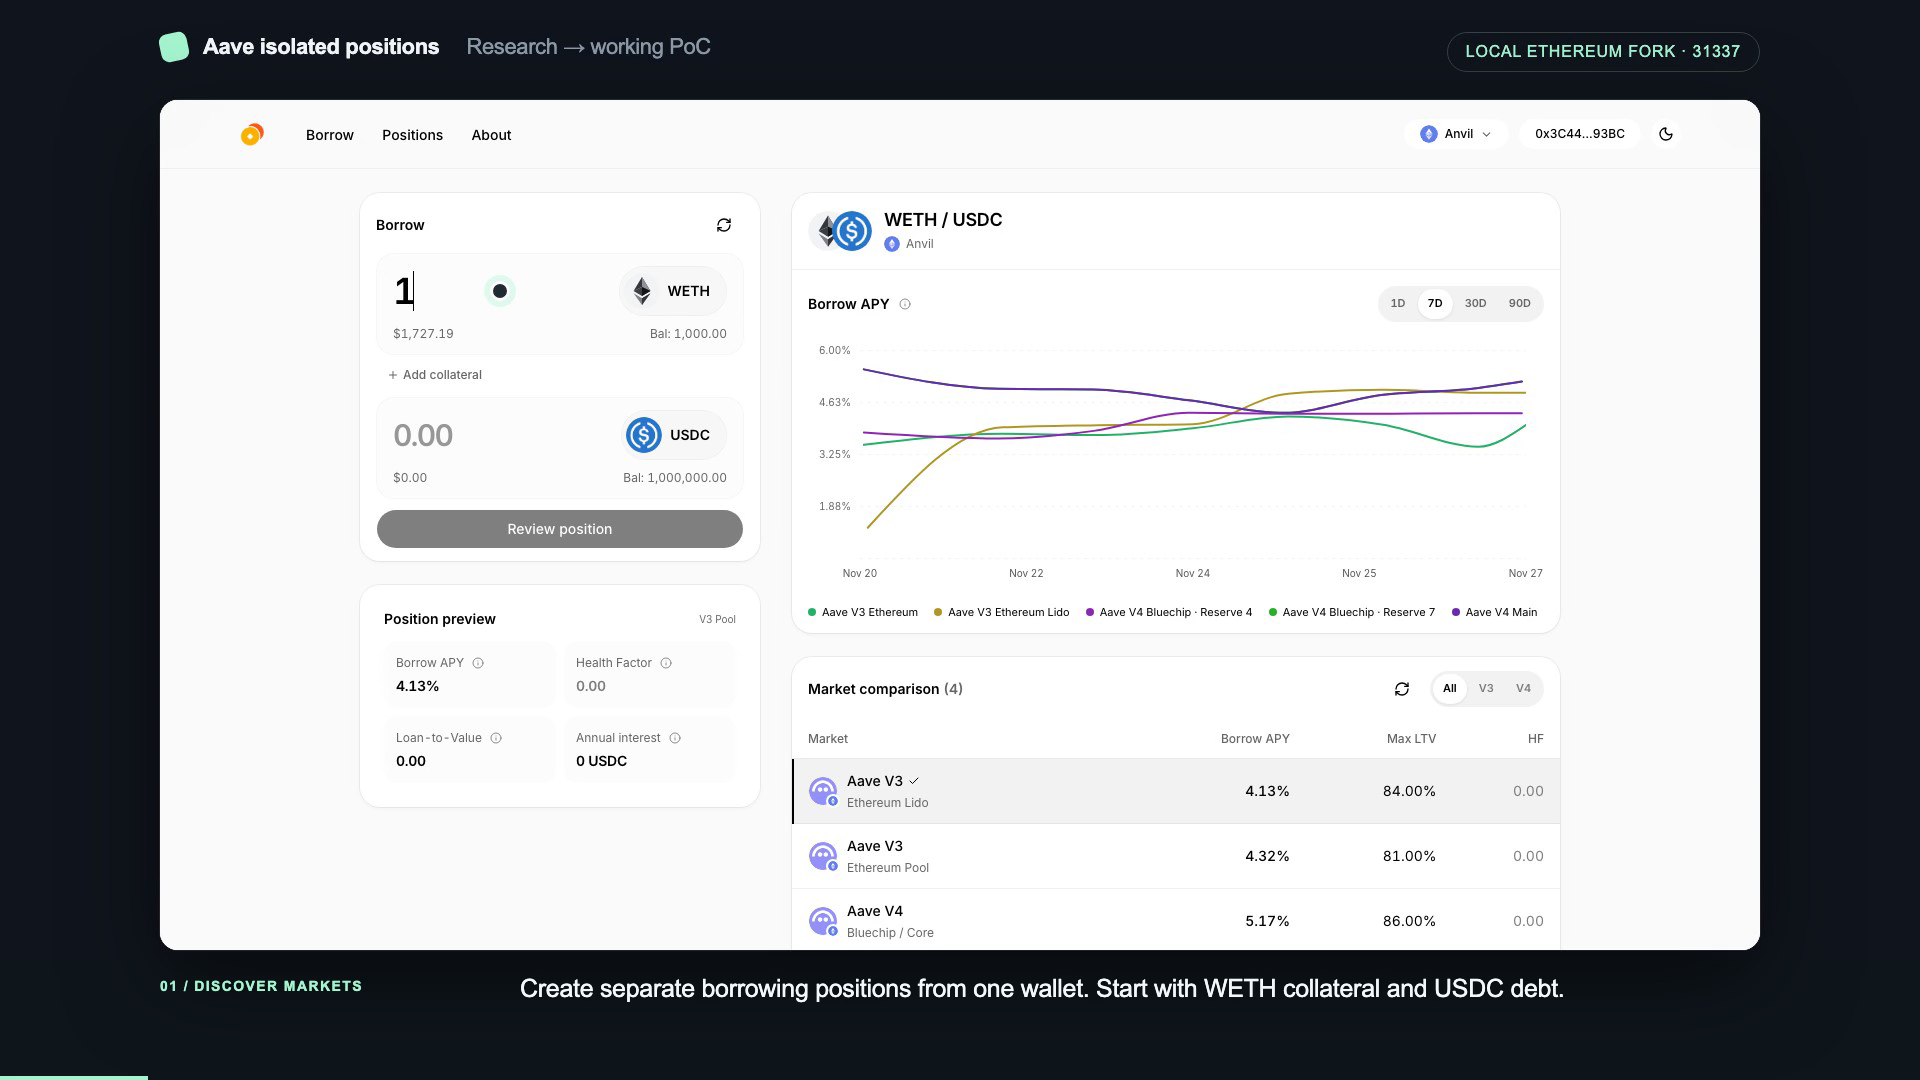 Aave isolated positions Research → working PoC
LOCAL ETHEREUM FORK · 31337
Borrow Positions About
Anvil 0x3C44...93BC
Borrow
1 WETH
$1,727.19 Bal: 1,000.00
+ Add collateral
0.00 USDC
$0.00 Bal: 1,000,000.00
Review position
Position preview V3 Pool
Borrow APY Health Factor
4.13% 0.00
Loan-to-Value Annual interest
0.00 0 USDC
WETH / USDC
Anvil
Borrow APY 1D 7D 30D 90D
6.00%
4.63%
3.25%
1.88%
Nov 20 Nov 22 Nov 24 Nov 25 Nov 27
Aave V3 Ethereum Aave V3 Ethereum Lido Aave V4 Bluechip · Reserve 4 Aave V4 Bluechip · Reserve 7 Aave V4 Main
Market comparison (4) All V3 V4
Market Borrow APY Max LTV HF
Aave V3 ✓
Ethereum Lido
4.13% 84.00% 0.00
Aave V3
Ethereum Pool
4.32% 81.00% 0.00
Aave V4
Bluechip / Core
5.17% 86.00% 0.00
01 / DISCOVER MARKETS
Create separate borrowing positions from one wallet. Start with WETH collateral and USDC debt.